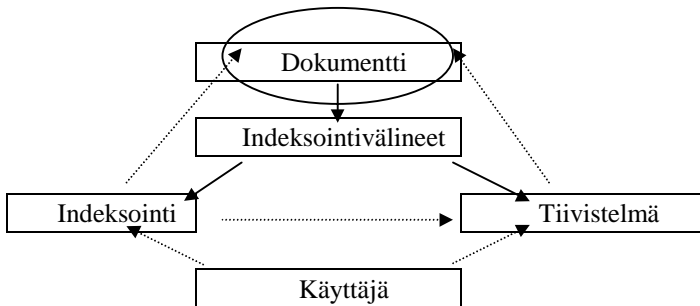 Dokumentti
Indeksointivälineet
Indeksointi
Tiivistelmä
Käyttäjä